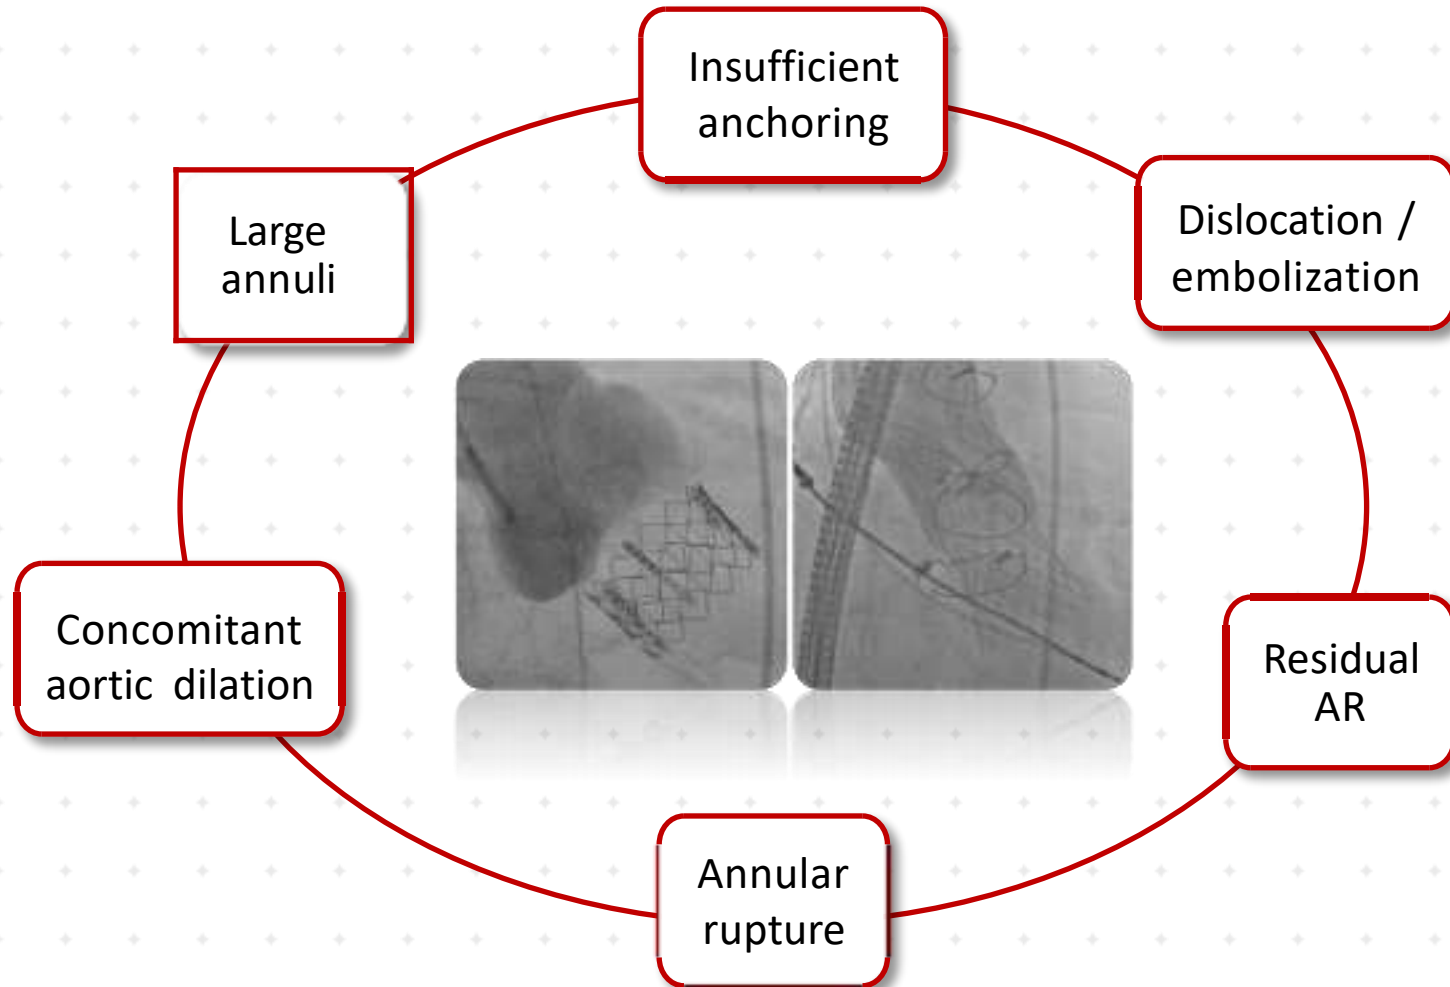 Insufficient
anchoring
Dislocation /
embolization
Residual
AR
Annular
rupture
Concomitant
aortic dilation
Large
annuli